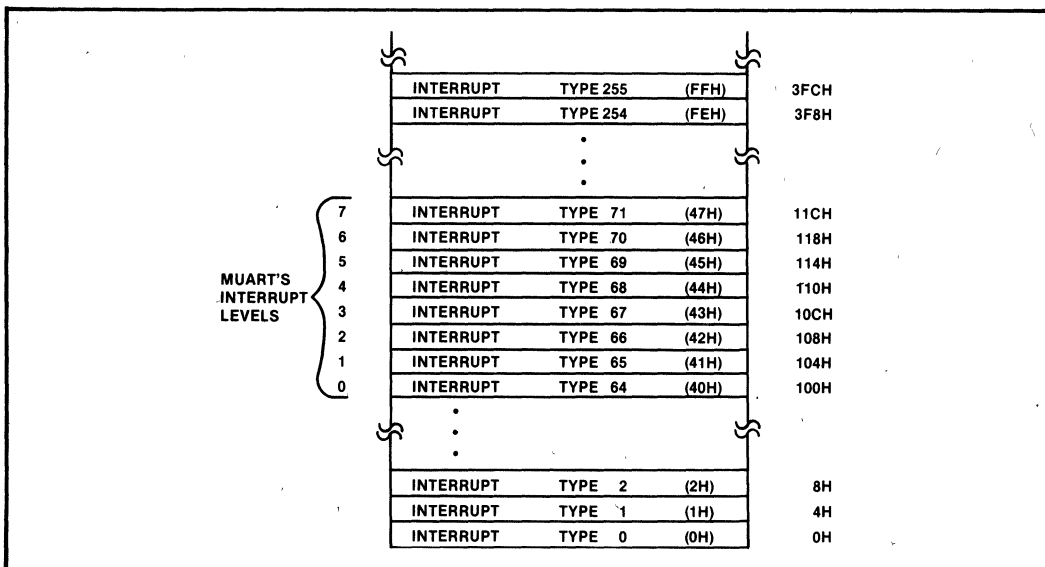 INTERRUPT TYPE 255 (FFH) 3FCH
INTERRUPT TYPE 254 (FEH) 3F8H
7 INTERRUPT TYPE 71 (47H) 11CH
6 INTERRUPT TYPE 70 (46H) 118H
5 INTERRUPT TYPE 69 (45H) 114H
4 INTERRUPT TYPE 68 (44H) 110H
3 INTERRUPT TYPE 67 (43H) 10CH
2 INTERRUPT TYPE 66 (42H) 108H
1 INTERRUPT TYPE 65 (41H) 104H
0 INTERRUPT TYPE 64 (40H) 100H
MUART'S
INTERRUPT
LEVELS
INTERRUPT TYPE 2 (2H) 8H
INTERRUPT TYPE 1 (1H) 4H
INTERRUPT TYPE 0 (0H) 0H